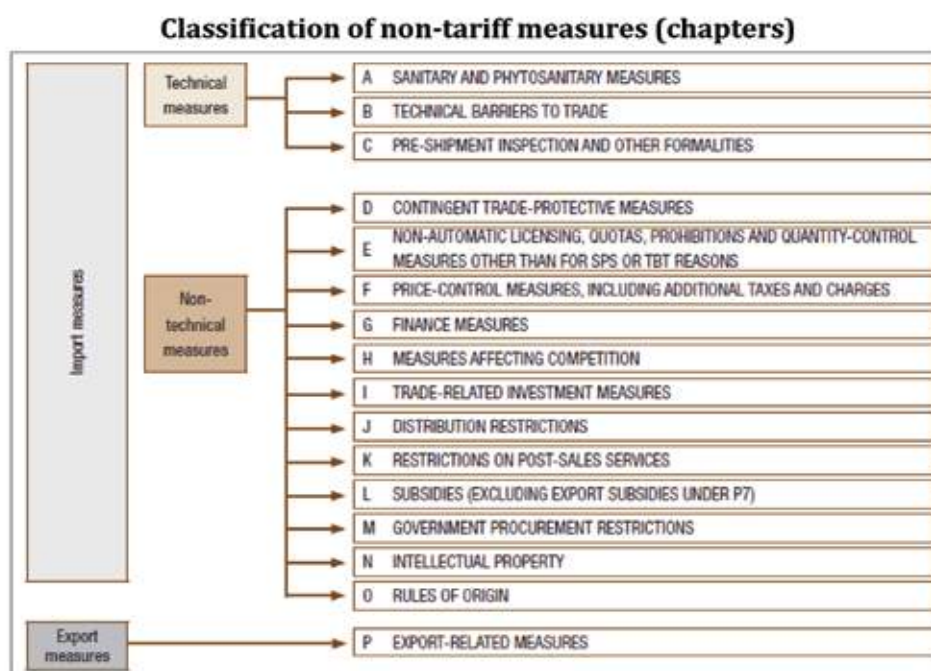 Classification of non-tariff measures (chapters)
Import measures
Technical
measures
A SANITARY AND PHYTOSANITARY MEASURES
B TECHNICAL BARRIERS TO TRADE
C PRE-SHIPMENT INSPECTION AND OTHER FORMALITIES
Non-
technical
measures
D CONTINGENT TRADE-PROTECTIVE MEASURES
E NON-AUTOMATIC LICENSING, QUOTAS, PROHIBITIONS AND QUANTITY-CONTROL
MEASURES OTHER THAN FOR SPS OR TBT REASONS
F PRICE-CONTROL MEASURES, INCLUDING ADDITIONAL TAXES AND CHARGES
G FINANCE MEASURES
H MEASURES AFFECTING COMPETITION
I TRADE-RELATED INVESTMENT MEASURES
J DISTRIBUTION RESTRICTIONS
K RESTRICTIONS ON POST-SALES SERVICES
L SUBSIDIES (EXCLUDING EXPORT SUBSIDIES UNDER P7)
M GOVERNMENT PROCUREMENT RESTRICTIONS
N INTELLECTUAL PROPERTY
O RULES OF ORIGIN
Export
measures
P EXPORT-RELATED MEASURES